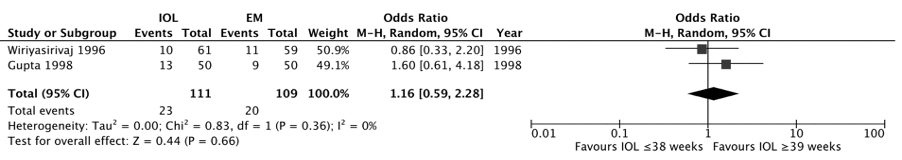 IOL EM Odds Ratio Odds Ratio
Study or Subgroup Events Total Events Total Weight M-H, Random, 95% CI Year M-H, Random, 95% CI
Wiriyasirivaj 1996 10 61 11 59 50.9% 0.86 [0.33, 2.20] 1996
Gupta 1998 13 50 9 50 49.1% 1.60 [0.61, 4.18] 1998
Total (95% CI) 111 109 100.0% 1.16 [0.59, 2.28]
Total events 23 20
Heterogeneity: Tau² = 0.00; Chi² = 0.83, df = 1 (P = 0.36); I² = 0%
Test for overall effect: Z = 0.44 (P = 0.66)
0.01 0.1 1 10 100
Favours IOL ≤38 weeks Favours IOL ≥39 weeks